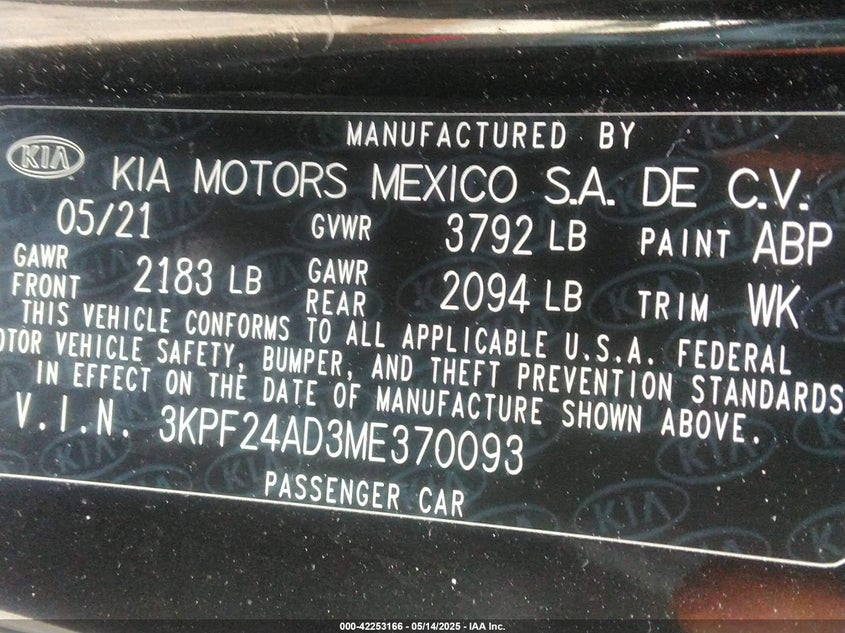 MANUFACTURED BY
KIA KIA MOTORS MEXICO S.A. DE C.V.
05/21 GVWR 3792 LB PAINT ABP
GAWR FRONT 2183 LB GAWR REAR 2094 LB TRIM WK
THIS VEHICLE CONFORMS TO ALL APPLICABLE U.S.A. FEDERAL
OTOR VEHICLE SAFETY, BUMPER, AND THEFT PREVENTION STANDARDS
IN EFFECT ON THE DATE OF MANUFACTURE SHOWN ABOVE.
V.I.N. 3KPF24AD3ME370093
PASSENGER CAR
000-42253166 - 05/14/2025 - IAA Inc.